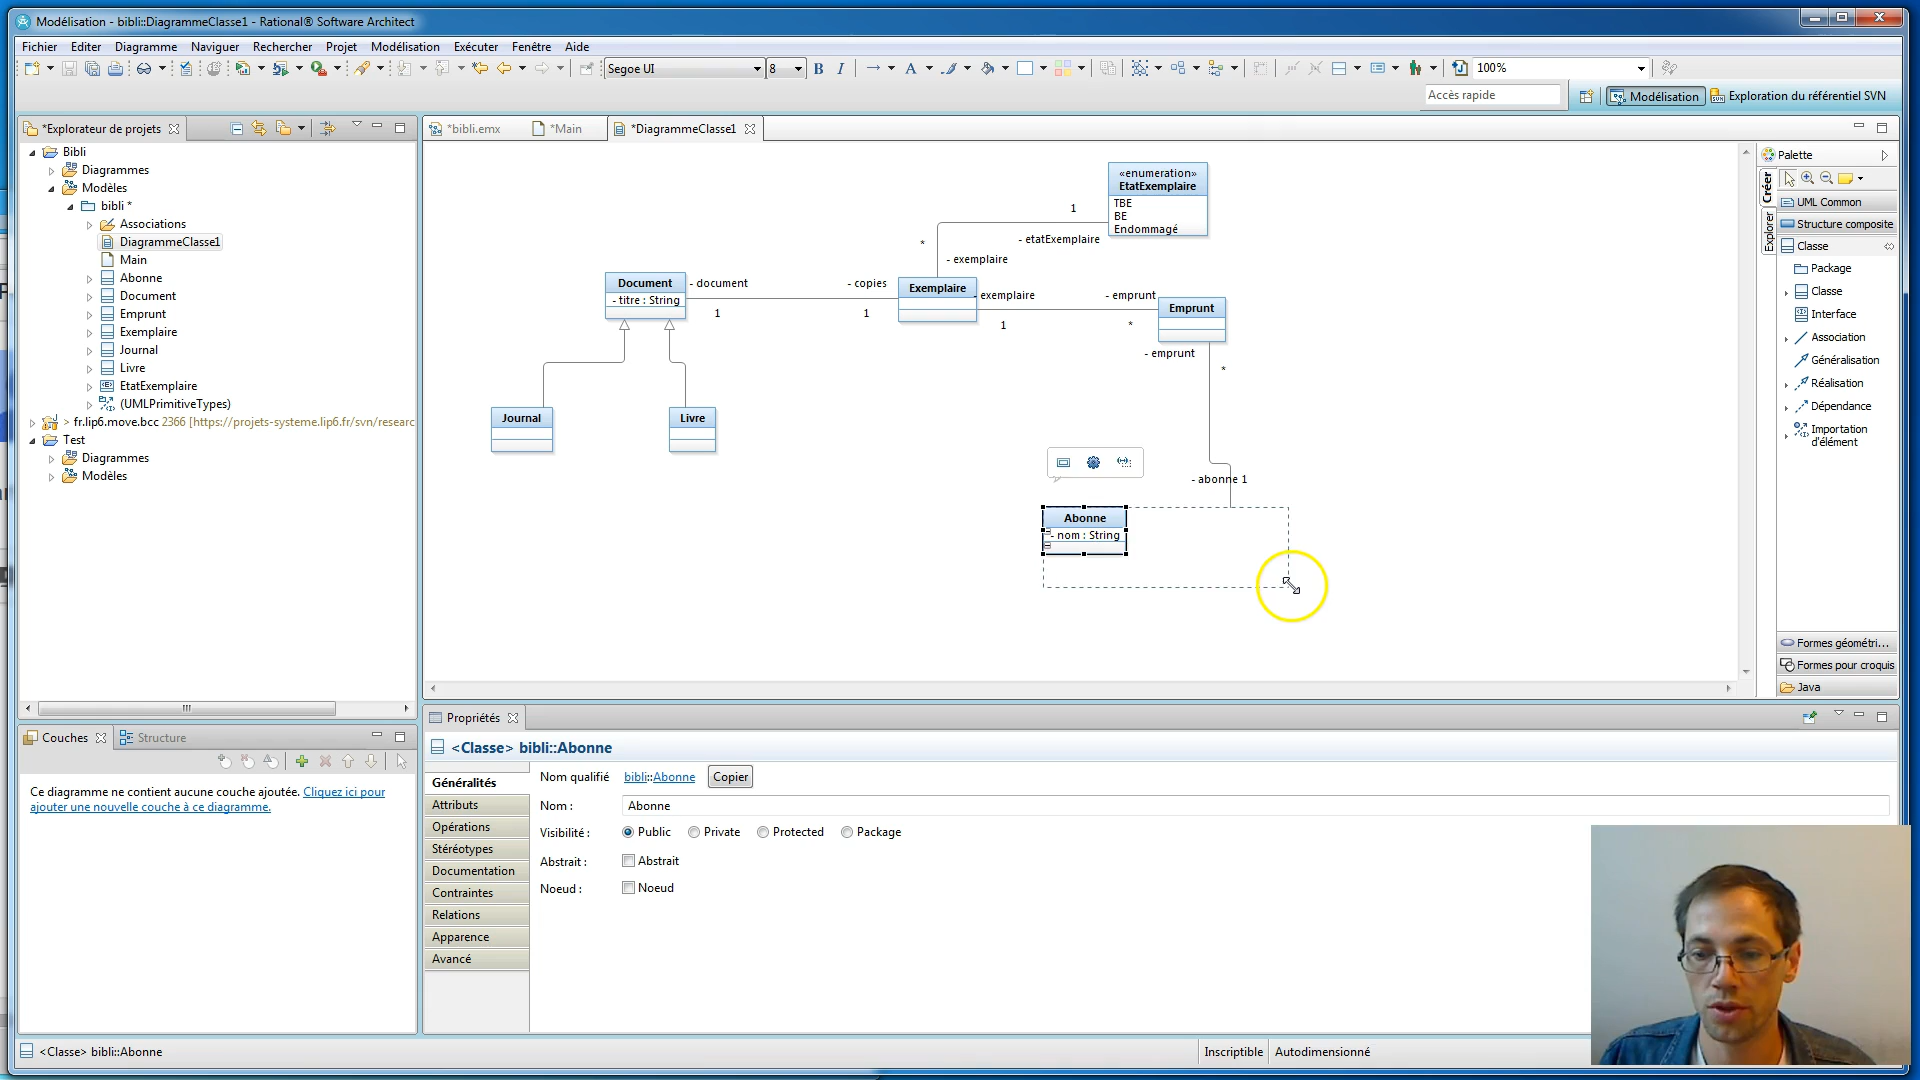 Modélisation - bibli::DiagrammeClasse1 - Rational® Software Architect
Fichier Editer Diagramme Naviguer Rechercher Projet Modélisation Exécuter Fenêtre Aide
Segoe UI 8 B I A 100%
Accès rapide Modélisation Exploration du référentiel SVN
*Explorateur de projets
Bibli
Diagrammes
Modèles
bibli *
Associations
DiagrammeClasse1
Main
Abonne
Document
Emprunt
Exemplaire
Journal
Livre
EtatExemplaire
(UMLPrimitiveTypes)
> fr.lip6.move.bcc 2366 [https://projets-systeme.lip6.fr/svn/researc
Test
Diagrammes
Modèles
*bibli.emx *Main *DiagrammeClasse1
«enumeration»
EtatExemplaire
TBE
BE
Endommagé
1
- etatExemplaire
*
- exemplaire
Document
- titre : String
- document
1
- copies
1
Exemplaire
- exemplaire
1
- emprunt
*
Emprunt
- emprunt
*
Journal
Livre
- abonne 1
Abonne
- nom : String
Palette
Créer
Explorer
UML Common
Structure composite
Classe
Package
Classe
Interface
Association
Généralisation
Réalisation
Dépendance
Importation
d'élément
Formes géométri...
Formes pour croquis
Java
Couches Structure
Ce diagramme ne contient aucune couche ajoutée. Cliquez ici pour
ajouter une nouvelle couche à ce diagramme.
Propriétés
<Classe> bibli::Abonne
Généralités
Attributs
Opérations
Stéréotypes
Documentation
Contraintes
Relations
Apparence
Avancé
Nom qualifié bibli::Abonne Copier
Nom : Abonne
Visibilité : Public Private Protected Package
Abstrait : Abstrait
Noeud : Noeud
<Classe> bibli::Abonne
Inscriptible Autodimensionné